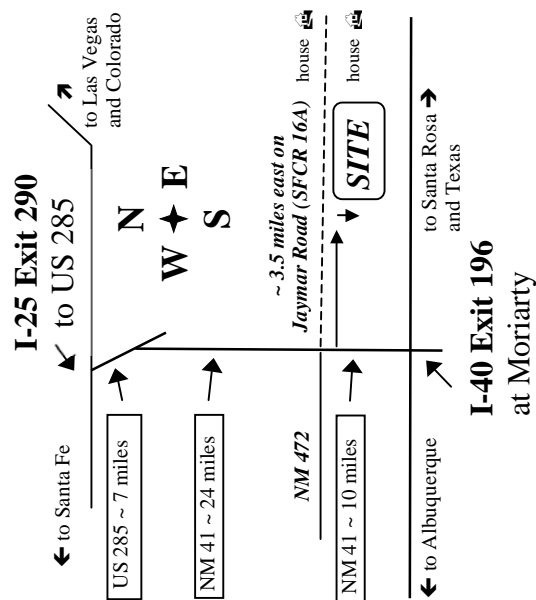 I-25 Exit 290
to US 285
to Santa Fe
to Las Vegas
and Colorado
US 285 ~ 7 miles
N
W E
S
NM 41 ~ 24 miles
~ 3.5 miles east on
Jaymar Road (SFCR 16A)
house
NM 472
house
SITE
NM 41 ~ 10 miles
to Albuquerque
to Santa Rosa
and Texas
I-40 Exit 196
at Moriarty